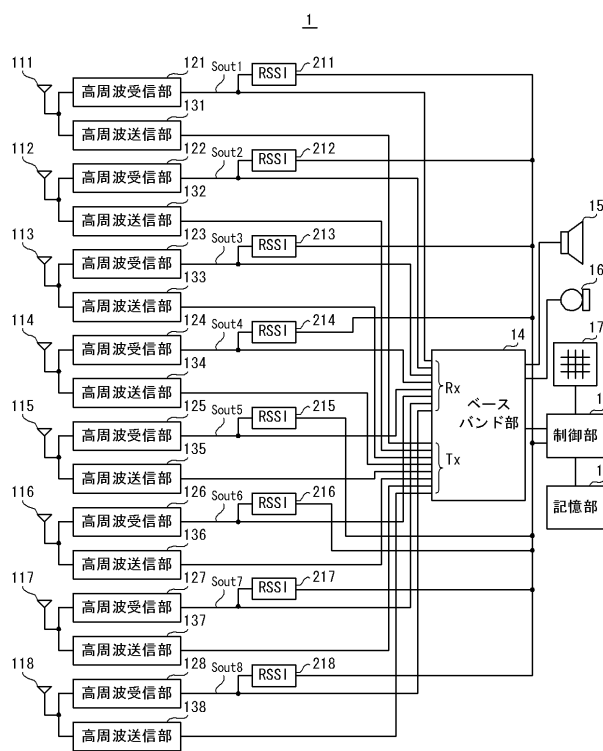 1
111
121
Sout1
RSSI
211
高周波受信部
131
高周波送信部
112
122
Sout2
RSSI
212
高周波受信部
132
高周波送信部
113
123
Sout3
RSSI
213
高周波受信部
133
高周波送信部
114
124
Sout4
RSSI
214
高周波受信部
134
高周波送信部
115
125
Sout5
RSSI
215
高周波受信部
135
高周波送信部
116
126
Sout6
RSSI
216
高周波受信部
136
高周波送信部
117
127
Sout7
RSSI
217
高周波受信部
137
高周波送信部
118
128
Sout8
RSSI
218
高周波受信部
138
高周波送信部
14
Rx
Tx
ベース
バンド部
15
16
17
制御部
記憶部